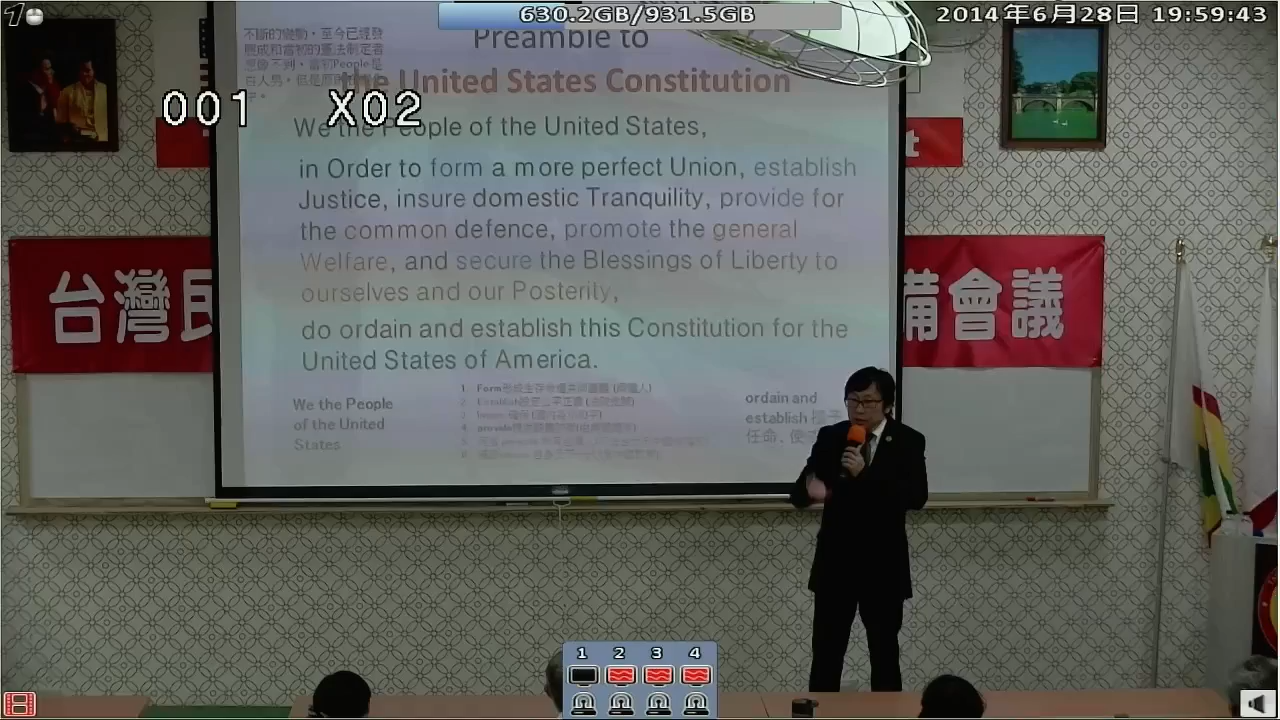 630.2GB/931.5GB
2014年6月28日 19:59:43
001 X02
Preamble to
the United States Constitution
We the People of the United States,
in Order to form a more perfect Union, establish
Justice, insure domestic Tranquility, provide for
the common defence, promote the general
Welfare, and secure the Blessings of Liberty to
ourselves and our Posterity,
do ordain and establish this Constitution for the
United States of America.
We the People
of the United
States
ordain and
establish
任命、使
台灣民
備會議
t
1 2 3 4